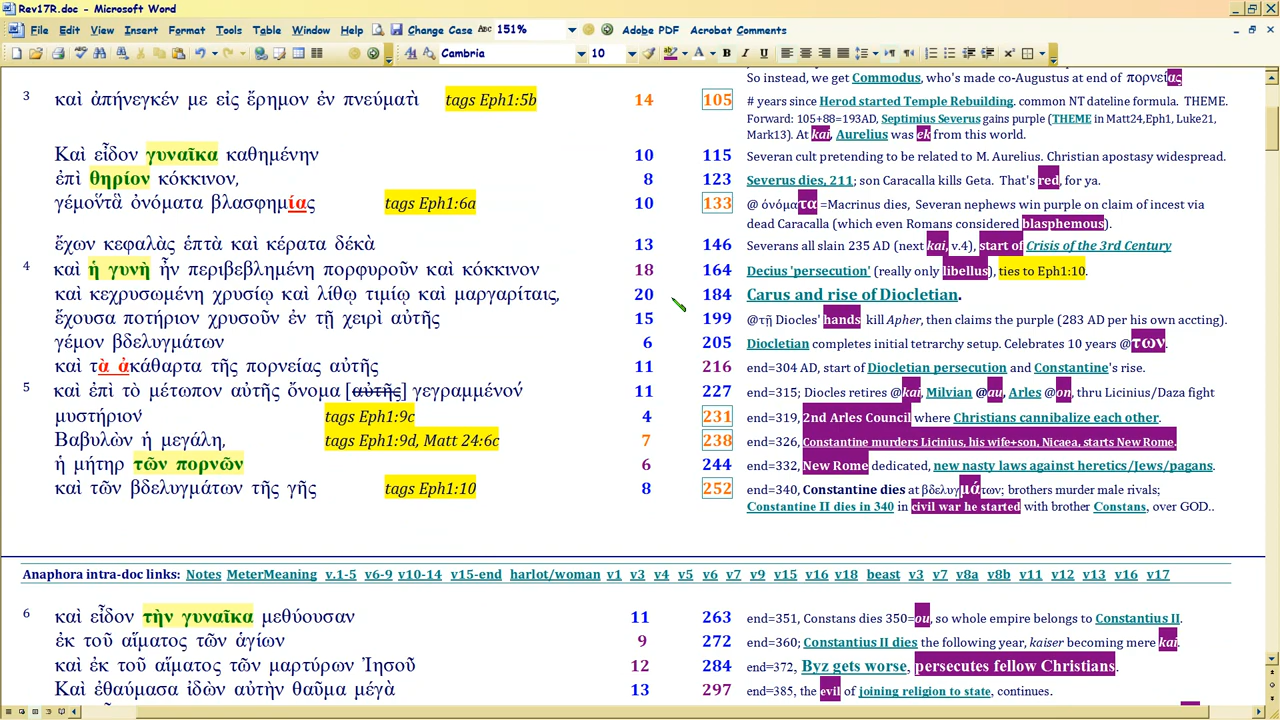 Rev17R.doc - Microsoft Word
File Edit View Insert Format Tools Table Window Help Change Case 151% Adobe PDF Acrobat Comments
Cambria 10
So instead, we get Commodus, who's made co-Augustus at end of πορνείας
3 καὶ ἀπήνεγκέν με εἰς ἔρημον ἐν πνεύματὶ tags Eph1:5b 14 105 # years since Herod started Temple Rebuilding. common NT dateline formula. THEME.
Forward: 105+88=193AD, Septimius Severus gains purple (THEME in Matt24,Eph1, Luke21,
Mark13). At kai, Aurelius was ek from this world.
Καὶ εἶδον γυναῖκα καθημένην 10 115 Severan cult pretending to be related to M. Aurelius. Christian apostasy widespread.
ἐπὶ θηρίον κόκκινον, 8 123 Severus dies, 211; son Caracalla kills Geta. That's red, for ya.
γέμοντὰ ὀνόματα βλασφημίας tags Eph1:6a 10 133 @ όνόματα =Macrinus dies, Severan nephews win purple on claim of incest via
dead Caracalla (which even Romans considered blasphemous).
ἔχων κεφαλὰς ἑπτὰ καὶ κέρατα δέκὰ 13 146 Severans all slain 235 AD (next kai, v.4), start of Crisis of the 3rd Century
4 καὶ ἡ γυνὴ ἦν περιβεβλημένη πορφυροῦν καὶ κόκκινον 18 164 Decius 'persecution' (really only libellus), ties to Eph1:10.
καὶ κεχρυσωμένη χρυσίῳ καὶ λίθῳ τιμίῳ καὶ μαργαρίταις, 20 184 Carus and rise of Diocletian.
ἔχουσα ποτήριον χρυσοῦν ἐν τῇ χειρὶ αὐτῆς 15 199 @τῇ Diocles' hands kill Apher, then claims the purple (283 AD per his own accting).
γέμον βδελυγμάτων 6 205 Diocletian completes initial tetrarchy setup. Celebrates 10 years @των.
καὶ τὰ ἀκάθαρτα τῆς πορνείας αὐτῆς 11 216 end=304 AD, start of Diocletian persecution and Constantine's rise.
5 καὶ ἐπὶ τὸ μέτωπον αὐτῆς ὄνομα [αὐτῆς] γεγραμμένον 11 227 end=315; Diocles retires @kai, Milvian @au, Arles @on, thru Licinius/Daza fight
μυστήριον tags Eph1:9c 4 231 end=319, 2nd Arles Council where Christians cannibalize each other.
Βαβυλὼν ἡ μεγάλη, tags Eph1:9d, Matt 24:6c 7 238 end=326, Constantine murders Licinius, his wife+son, Nicaea, starts New Rome.
ἡ μήτηρ τῶν πορνῶν 6 244 end=332, New Rome dedicated, new nasty laws against heretics/Jews/pagans.
καὶ τῶν βδελυγμάτων τῆς γῆς tags Eph1:10 8 252 end=340, Constantine dies at βδελυγμάτων; brothers murder male rivals;
Constantine II dies in 340 in civil war he started with brother Constans, over GOD..
Anaphora intra-doc links: Notes MeterMeaning v.1-5 v6-9 v10-14 v15-end harlot/woman v1 v3 v4 v5 v6 v7 v9 v15 v16 v18 beast v3 v7 v8a v8b v11 v12 v13 v16 v17
6 καὶ εἶδον τὴν γυναῖκα μεθύουσαν 11 263 end=351, Constans dies 350=ou, so whole empire belongs to Constantius II.
ἐκ τοῦ αἵματος τῶν ἁγίων 9 272 end=360; Constantius II dies the following year, kaiser becoming mere kai.
καὶ ἐκ τοῦ αἵματος τῶν μαρτύρων Ἰησοῦ 12 284 end=372, Byz gets worse, persecutes fellow Christians.
Καὶ ἐθαύμασα ἰδὼν αὐτὴν θαῦμα μέγὰ 13 297 end=385, the evil of joining religion to state, continues.